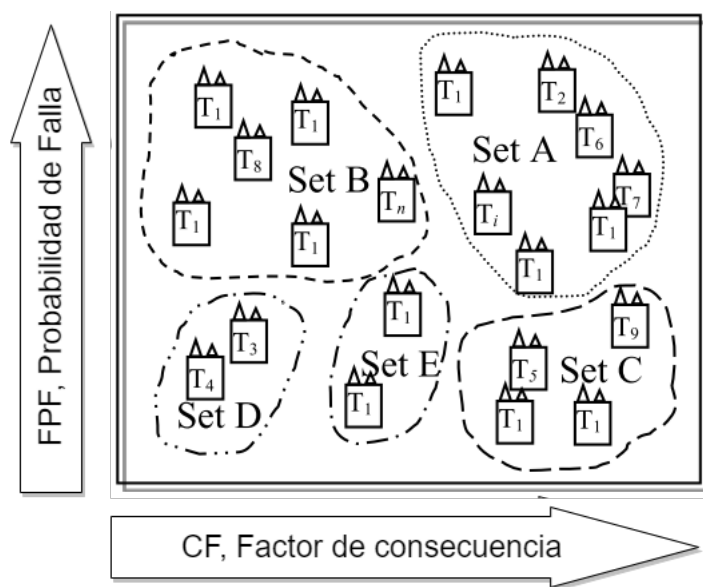 FPF, Probabilidad de Falla
T1
T2
T1
T1
T6
T8
Set A
Set B
T7
Tn
Ti
T1
T1
T1
T1
T1
T9
T3
T5
Set E
Set C
T4
Set D
T1
T1
T1
CF, Factor de consecuencia